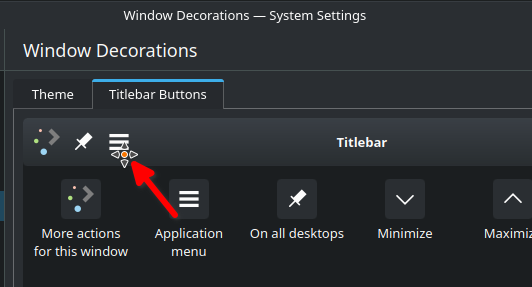 Window Decorations — System Settings
Window Decorations
Theme
Titlebar Buttons
Titlebar
More actions
for this window
Application
menu
On all desktops
Minimize
Maximiz